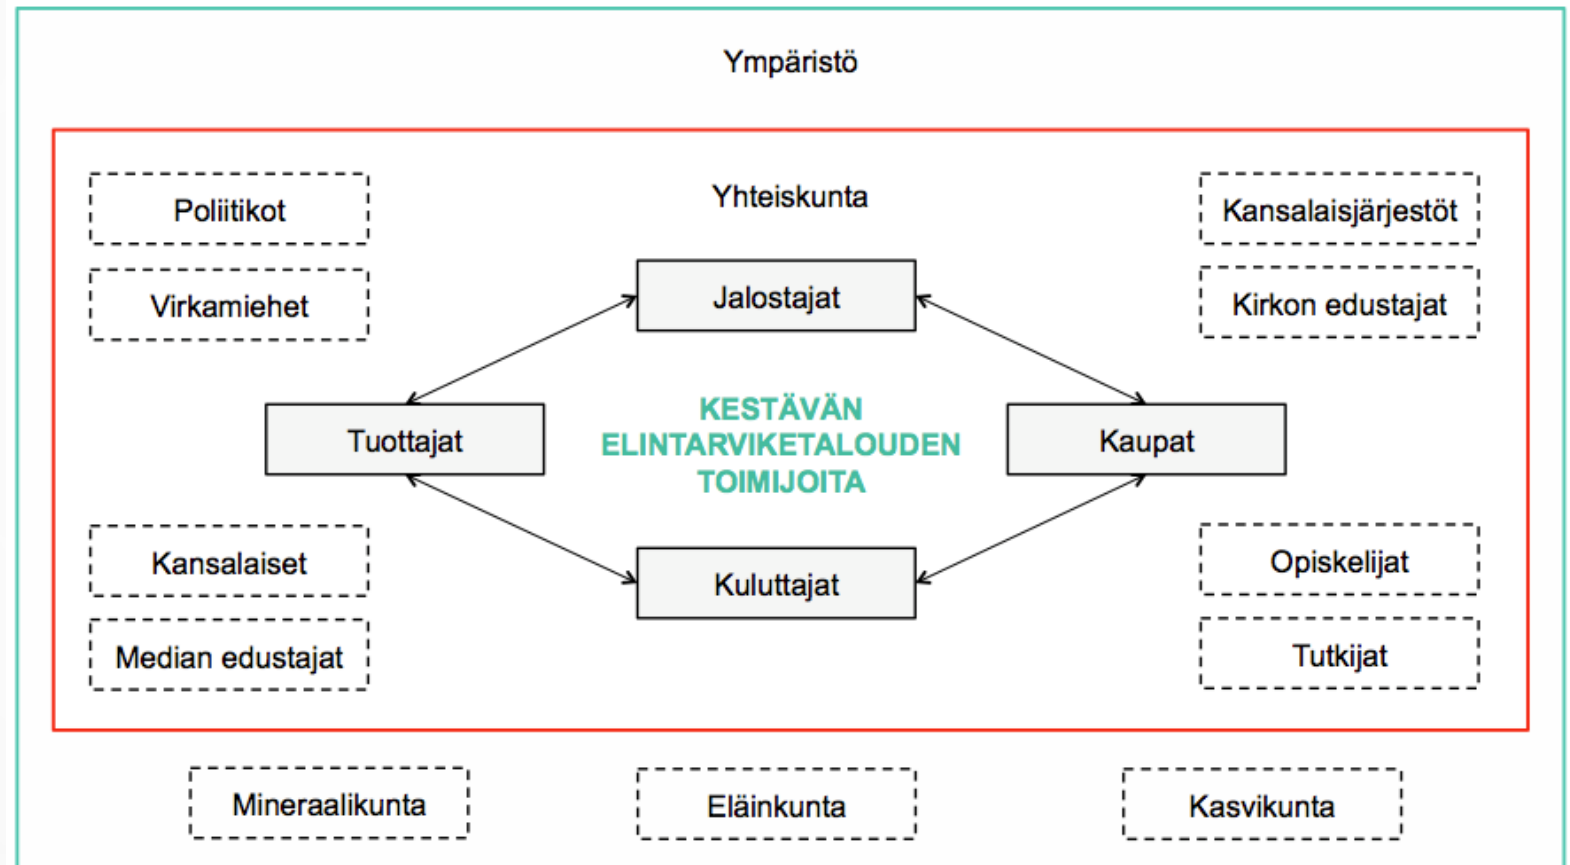 Ympäristö
Yhteiskunta
Poliitikot
Kansalaisjärjestöt
Virkamiehet
Jalostajat
Kirkon edustajat
Tuottajat
KESTÄVÄN
ELINTARVIKETALOUDEN
TOIMIJOITA
Kaupat
Kansalaiset
Kuluttajat
Opiskelijat
Median edustajat
Tutkijat
Mineraalikunta
Eläinkunta
Kasvikunta